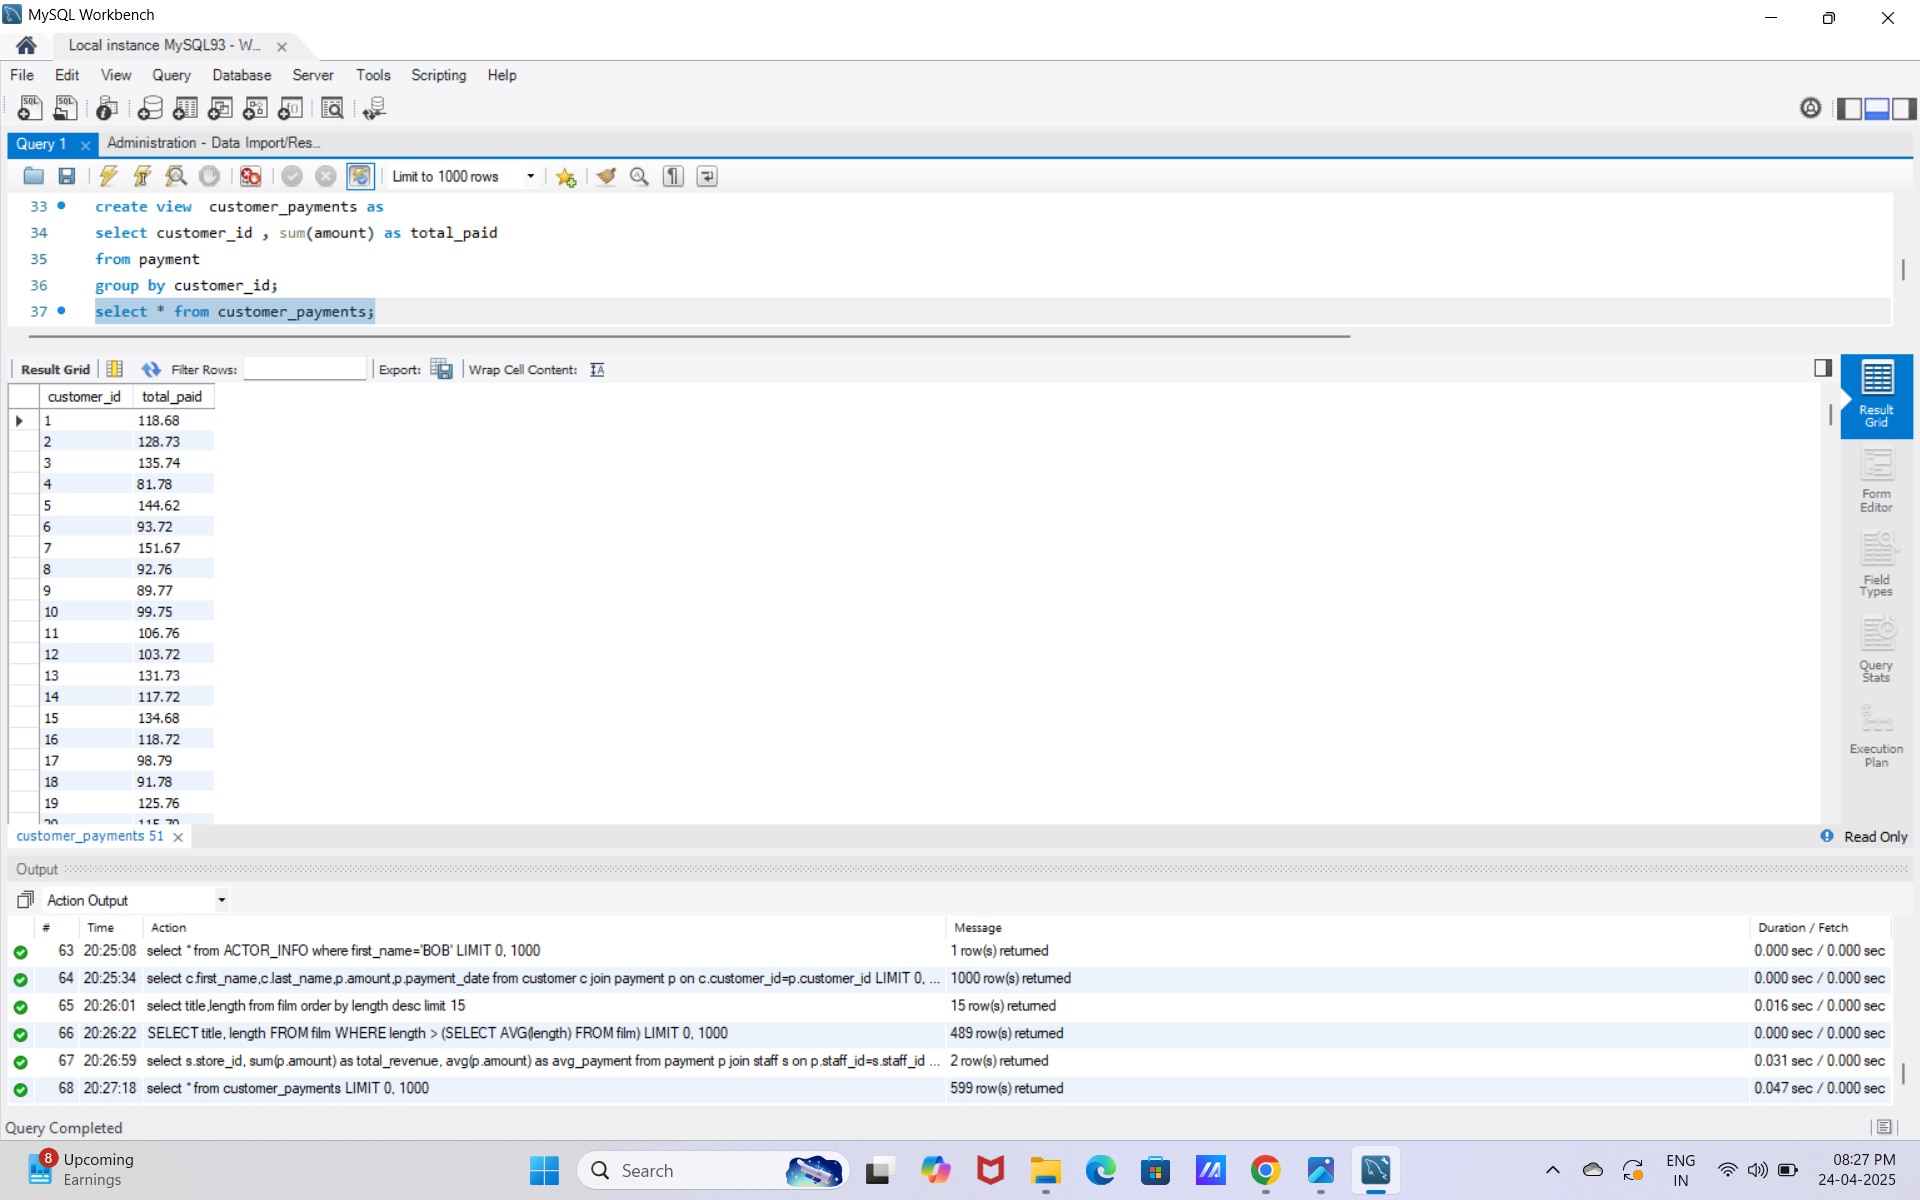 MySQL Workbench
Local instance MySQL93 - W...
File Edit View Query Database Server Tools Scripting Help
Query 1 Administration - Data Import/Res...
Limit to 1000 rows
33 create view customer_payments as
34 select customer_id , sum(amount) as total_paid
35 from payment
36 group by customer_id;
37 select * from customer_payments;
Result Grid Filter Rows: Export: Wrap Cell Content:
customer_id total_paid
1 118.68
2 128.73
3 135.74
4 81.78
5 144.62
6 93.72
7 151.67
8 92.76
9 89.77
10 99.75
11 106.76
12 103.72
13 131.73
14 117.72
15 134.68
16 118.72
17 98.79
18 91.78
19 125.76
Result Grid
Form Editor
Field Types
Query Stats
Execution Plan
customer_payments 51
Read Only
Output
Action Output
# Time Action Message Duration / Fetch
63 20:25:08 select * from ACTOR_INFO where first_name='BOB' LIMIT 0, 1000 1 row(s) returned 0.000 sec / 0.000 sec
64 20:25:34 select c.first_name,c.last_name,p.amount,p.payment_date from customer c join payment p on c.customer_id=p.customer_id LIMIT 0, ... 1000 row(s) returned 0.000 sec / 0.000 sec
65 20:26:01 select title,length from film order by length desc limit 15 15 row(s) returned 0.016 sec / 0.000 sec
66 20:26:22 SELECT title, length FROM film WHERE length > (SELECT AVG(length) FROM film) LIMIT 0, 1000 489 row(s) returned 0.000 sec / 0.000 sec
67 20:26:59 select s.store_id, sum(p.amount) as total_revenue, avg(p.amount) as avg_payment from payment p join staff s on p.staff_id=s.staff_id ... 2 row(s) returned 0.031 sec / 0.000 sec
68 20:27:18 select * from customer_payments LIMIT 0, 1000 599 row(s) returned 0.047 sec / 0.000 sec
Query Completed
8 Upcoming
Earnings
Search
ENG
IN
08:27 PM
24-04-2025